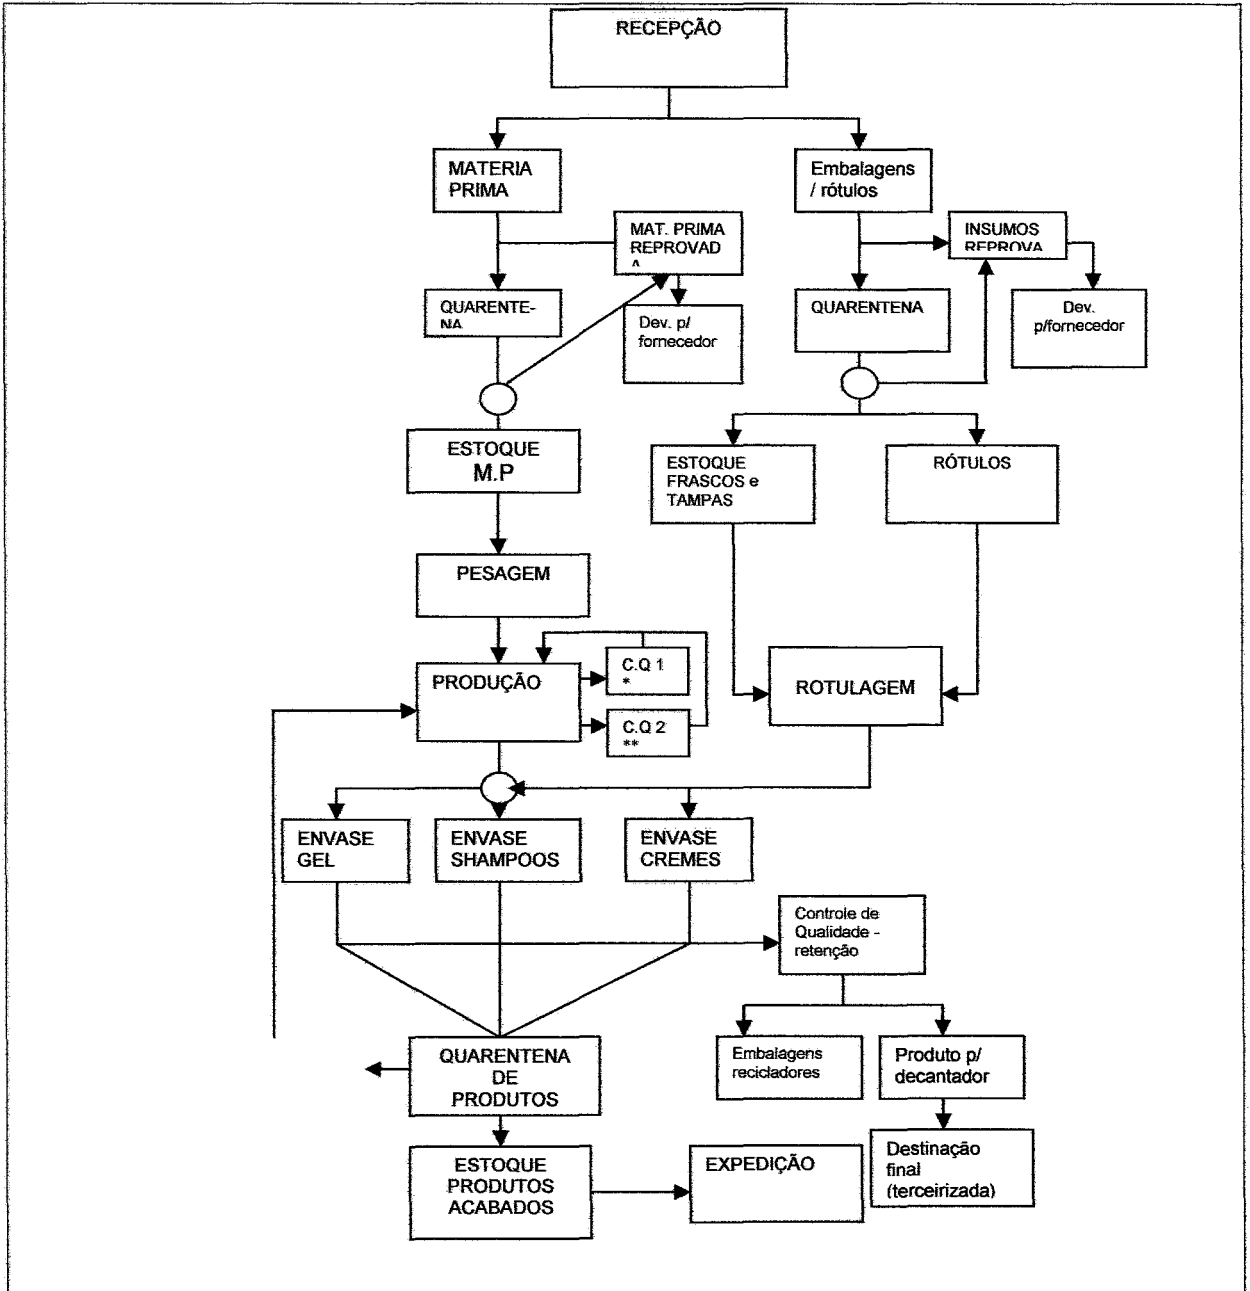 RECEPÇÃO
MATERIA
PRIMA
Embalagens
/ rótulos
MAT. PRIMA
REPROVAD
A
INSUMOS
REPROVA
QUARENTE-
NA
Dev. p/
fornecedor
QUARENTENA
Dev.
p/fornecedor
ESTOQUE
M.P
ESTOQUE
FRASCOS e
TAMPAS
RÓTULOS
PESAGEM
PRODUÇÃO
C.Q 1
*
C.Q 2
**
ROTULAGEM
ENVASE
GEL
ENVASE
SHAMPOOS
ENVASE
CREMES
Controle de
Qualidade -
retenção
QUARENTENA
DE
PRODUTOS
Embalagens
recicladores
Produto p/
decantador
ESTOQUE
PRODUTOS
ACABADOS
EXPEDIÇÃO
Destinação
final
(terceirizada)